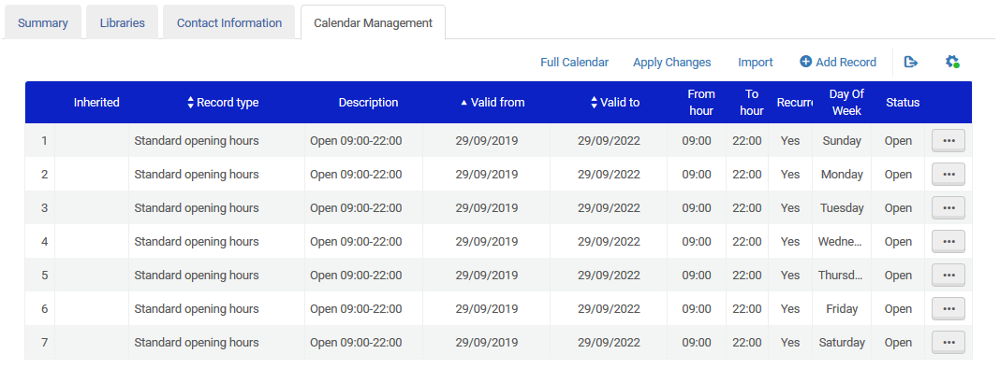 Summary Libraries Contact Information Calendar Management
Full Calendar Apply Changes Import Add Record
Inherited Record type Description Valid from Valid to From hour To hour Recurre Day Of Week Status
1 Standard opening hours Open 09:00-22:00 29/09/2019 29/09/2022 09:00 22:00 Yes Sunday Open
2 Standard opening hours Open 09:00-22:00 29/09/2019 29/09/2022 09:00 22:00 Yes Monday Open
3 Standard opening hours Open 09:00-22:00 29/09/2019 29/09/2022 09:00 22:00 Yes Tuesday Open
4 Standard opening hours Open 09:00-22:00 29/09/2019 29/09/2022 09:00 22:00 Yes Wedne... Open
5 Standard opening hours Open 09:00-22:00 29/09/2019 29/09/2022 09:00 22:00 Yes Thursd... Open
6 Standard opening hours Open 09:00-22:00 29/09/2019 29/09/2022 09:00 22:00 Yes Friday Open
7 Standard opening hours Open 09:00-22:00 29/09/2019 29/09/2022 09:00 22:00 Yes Saturday Open